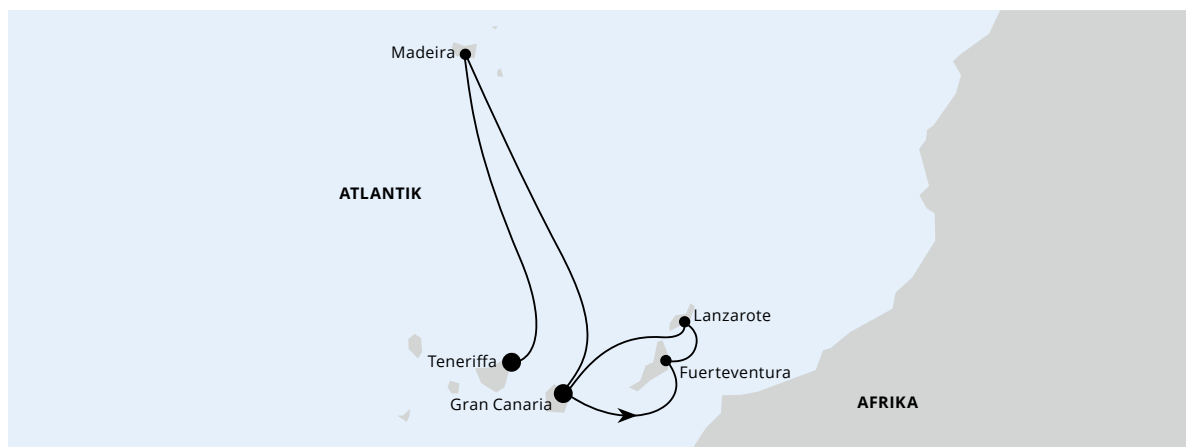 Madeira
ATLANTIK
Lanzarote
Teneriffa
Fuerteventura
Gran Canaria
AFRIKA